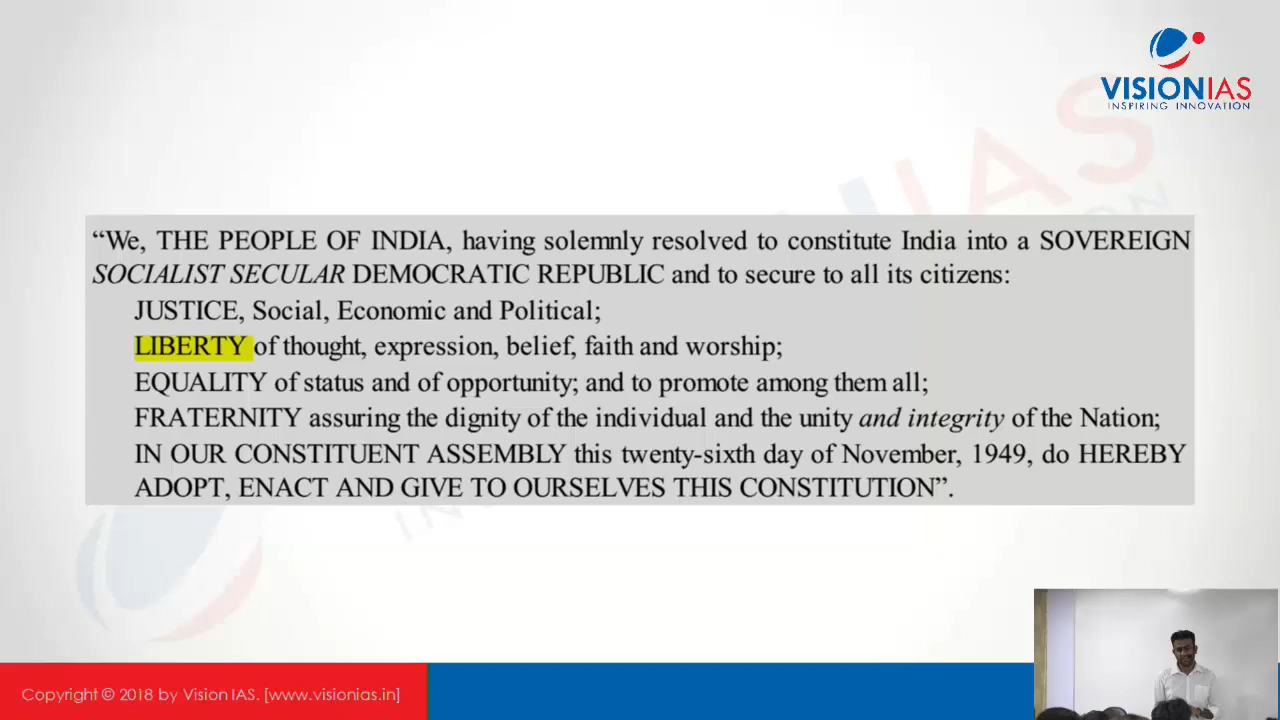 VISIONIAS
INSPIRING INNOVATION
“We, THE PEOPLE OF INDIA, having solemnly resolved to constitute India into a SOVEREIGN
SOCIALIST SECULAR DEMOCRATIC REPUBLIC and to secure to all its citizens:
JUSTICE, Social, Economic and Political;
LIBERTY of thought, expression, belief, faith and worship;
EQUALITY of status and of opportunity; and to promote among them all;
FRATERNITY assuring the dignity of the individual and the unity and integrity of the Nation;
IN OUR CONSTITUENT ASSEMBLY this twenty-sixth day of November, 1949, do HEREBY
ADOPT, ENACT AND GIVE TO OURSELVES THIS CONSTITUTION”.
Copyright © 2018 by Vision IAS. [www.visionias.in]